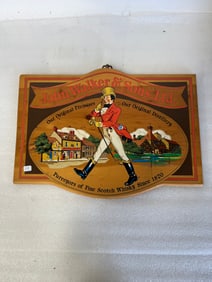 John Walker & Sons Ltd.
Our Original Premises
Our Original Distillery
Purveyors of Fine Scotch Whisky Since 1820